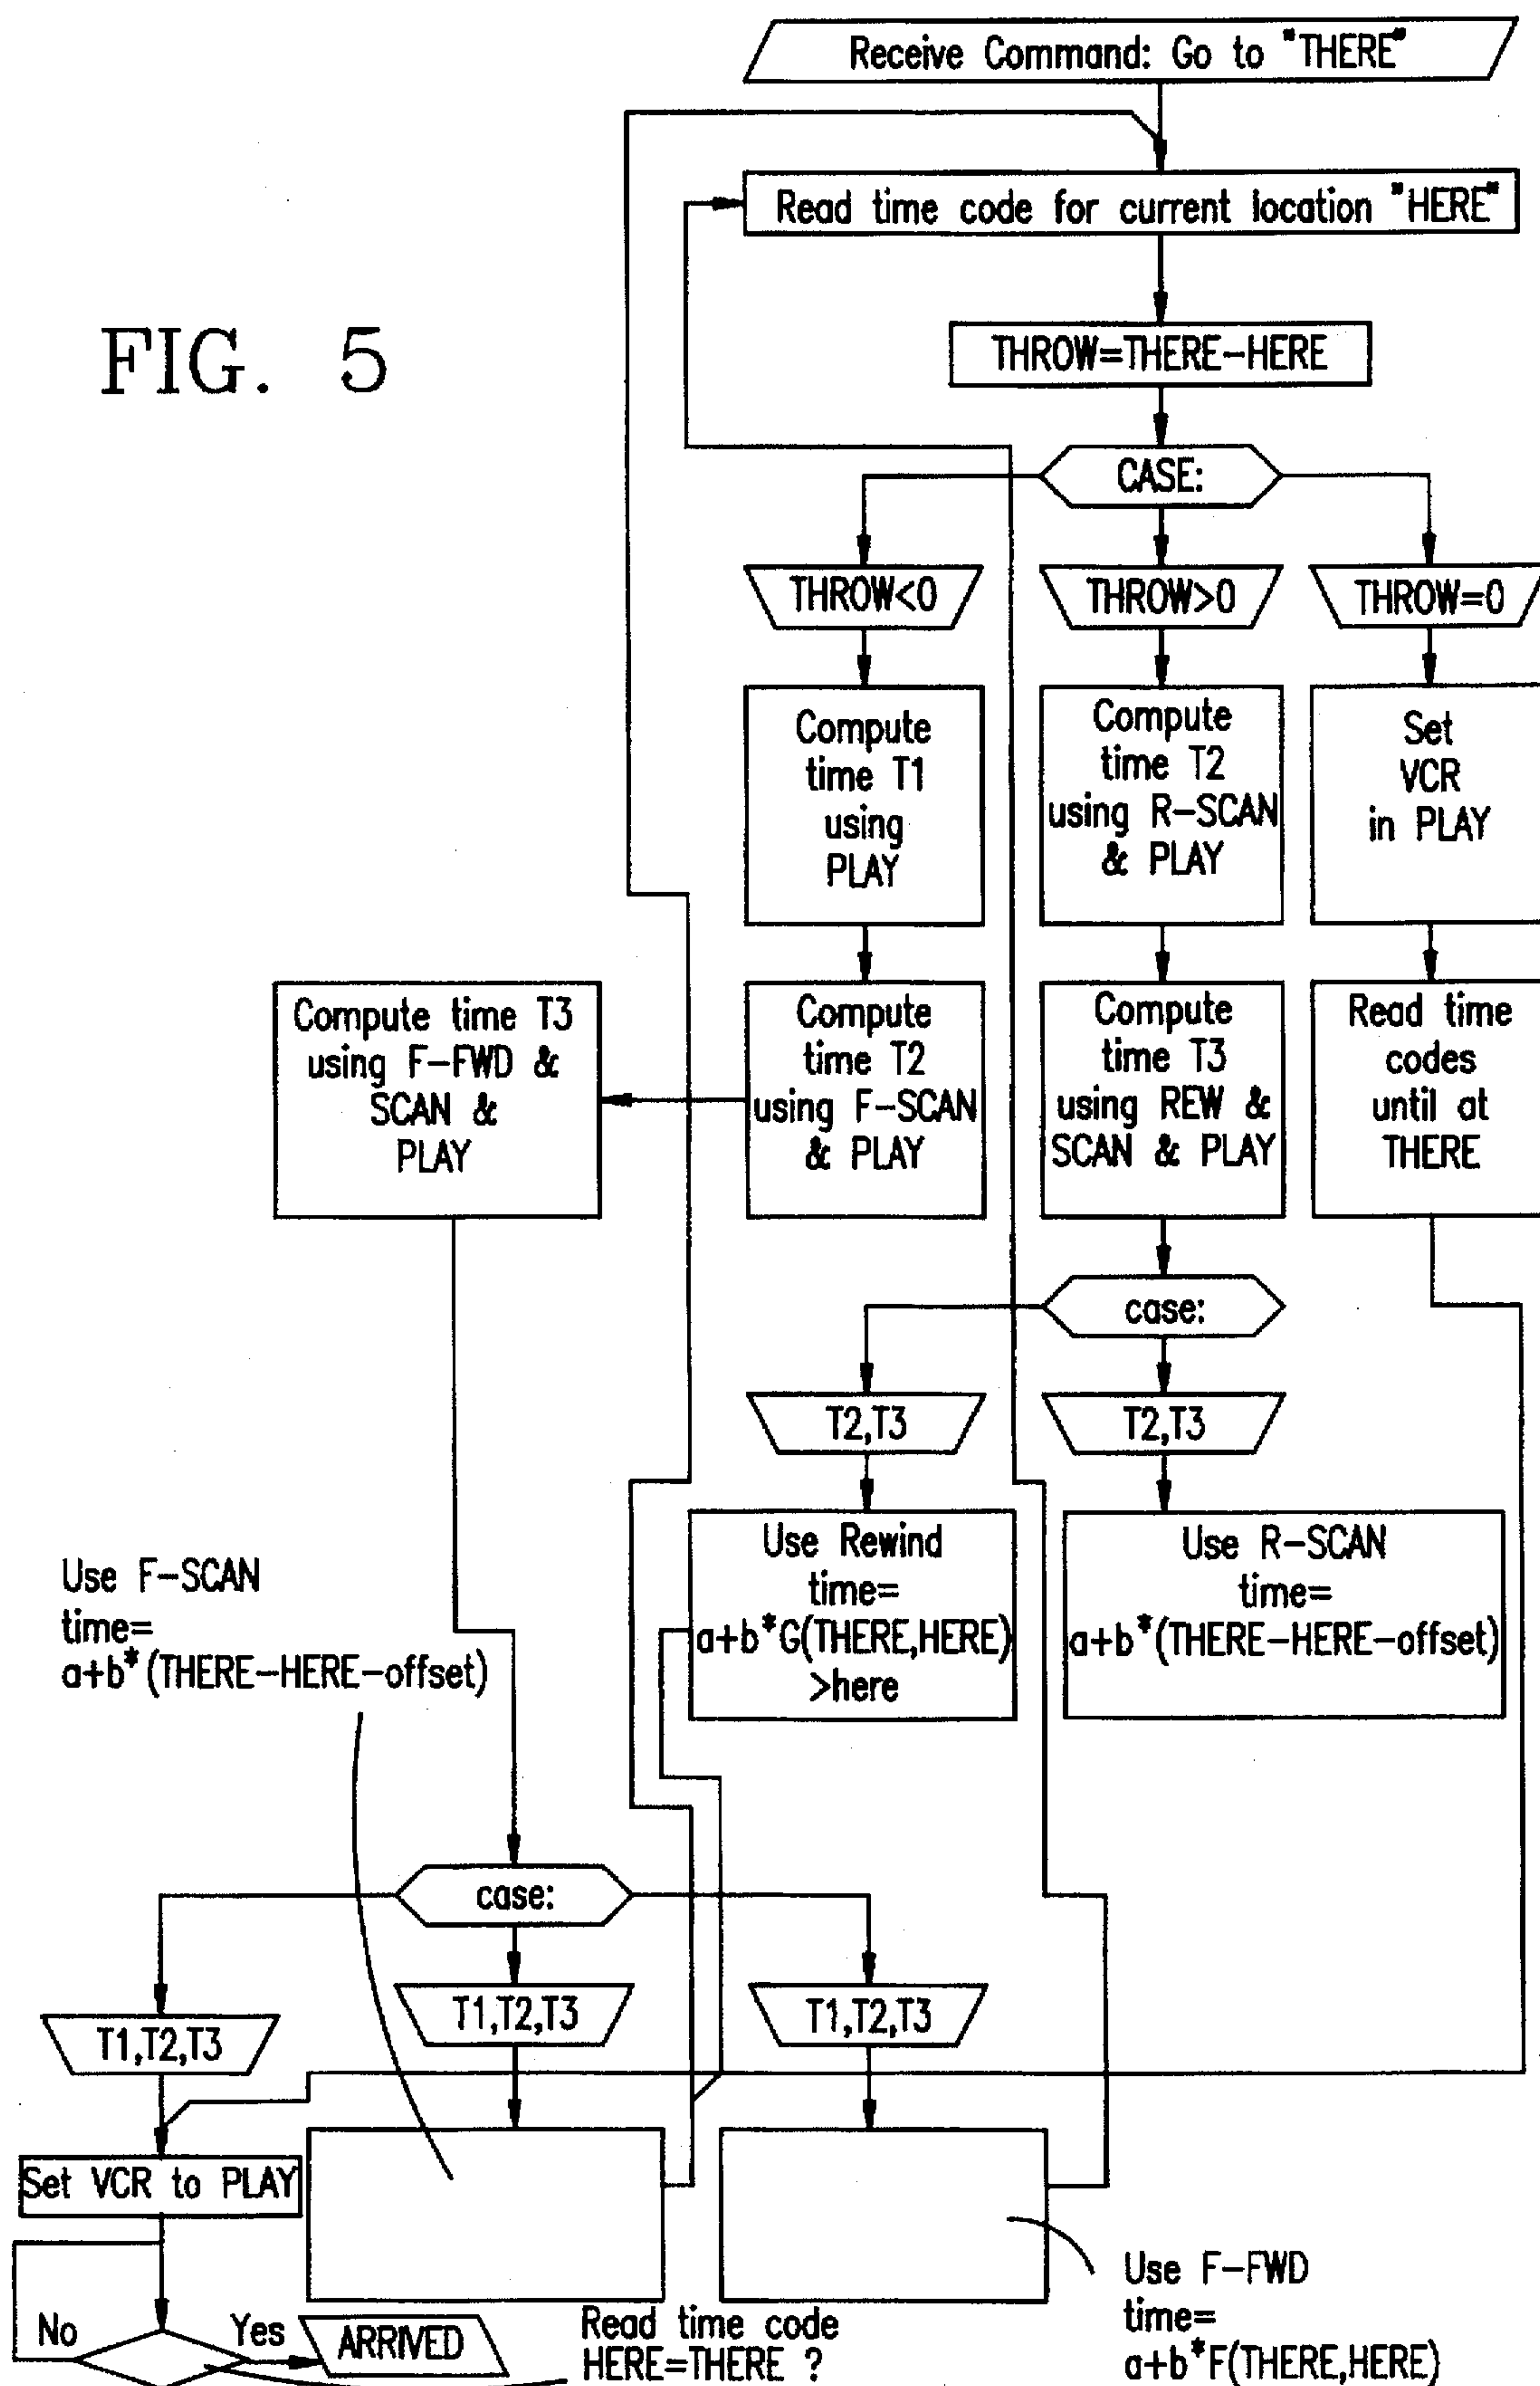 Receive Command: Go to "THERE"
Read time code for current location "HERE"
FIG. 5
THROW=THERE-HERE
CASE:
THROW<0
THROW>0
THROW=0
Compute
time T1
using
PLAY
Compute
time T2
using R-SCAN
& PLAY
Set
VCR
in PLAY
Compute time T3
using F-FWD &
SCAN &
PLAY
Compute
time T2
using F-SCAN
& PLAY
Compute
time T3
using REW &
SCAN & PLAY
Read time
codes
until at
THERE
case:
T2,T3
T2,T3
Use F-SCAN
time=
a+b*(THERE-HERE-offset)
Use Rewind
time=
a+b*G(THERE,HERE)
>here
Use R-SCAN
time=
a+b*(THERE-HERE-offset)
case:
T1,T2,T3
T1,T2,T3
T1,T2,T3
Set VCR to PLAY
No
Yes
ARRIVED
Read time code
HERE=THERE ?
Use F-FWD
time=
a+b*F(THERE,HERE)